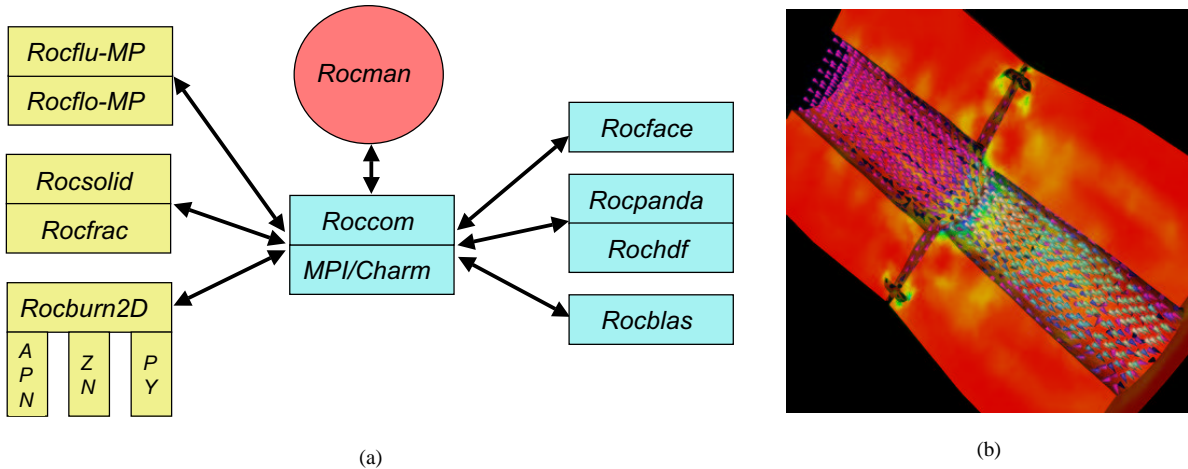 Rocflu-MP
Rocflo-MP
Rocsolid
Rocfrac
Rocburn2D
A
P
N
Z
N
P
Y
Rocman
Roccom
MPI/Charm
Rocface
Rocpanda
Rochdf
Rocblas
(a)
(b)